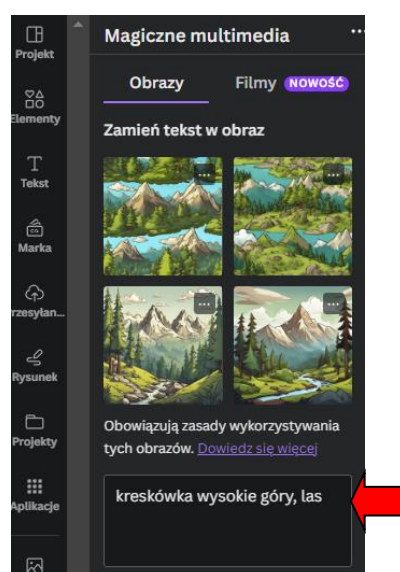 Projekt
Elementy
Tekst
Marka
rzesyłan...
Rysunek
Projekty
Aplikacje
Magiczne multimedia
Obrazy Filmy NOWOŚĆ
Zamień tekst w obraz
Obowiązują zasady wykorzystywania
tych obrazów. Dowiedz się więcej
kreskówka wysokie góry, las